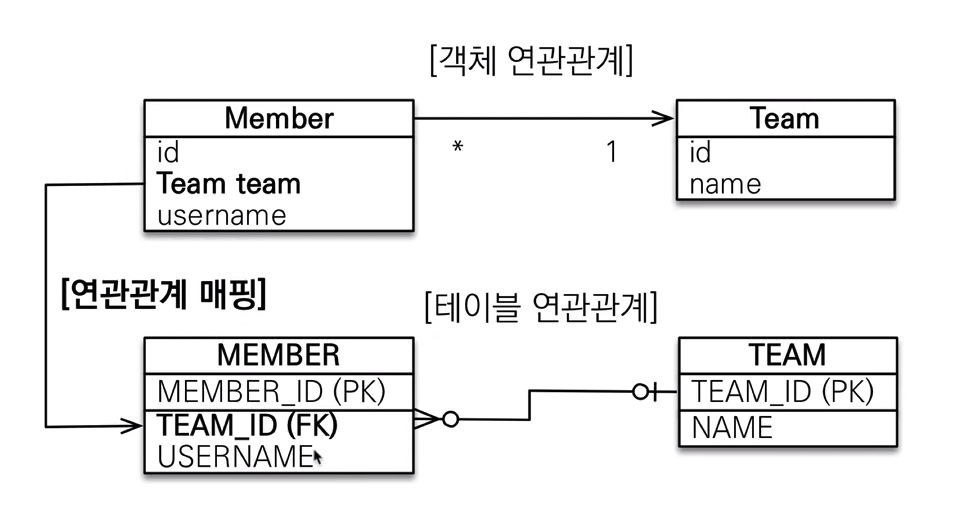 [객체 연관관계]
Member
id
Team team
username
* 1
Team
id
name
[연관관계 매핑]
[테이블 연관관계]
MEMBER
MEMBER_ID (PK)
TEAM_ID (FK)
USERNAME
TEAM
TEAM_ID (PK)
NAME